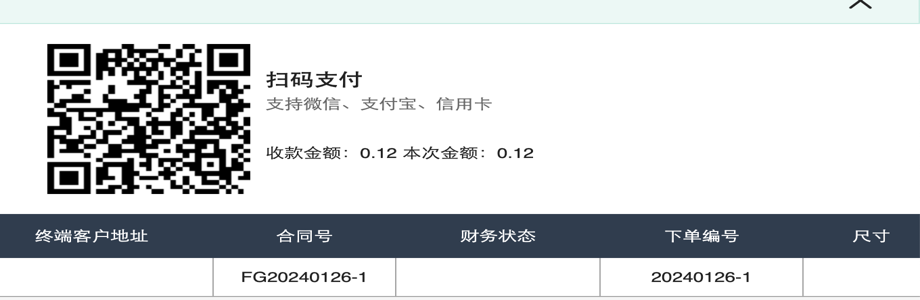 扫码支付
支持微信、支付宝、信用卡
收款金额：0.12 本次金额：0.12
终端客户地址 合同号 财务状态 下单编号 尺寸
FG20240126-1 20240126-1